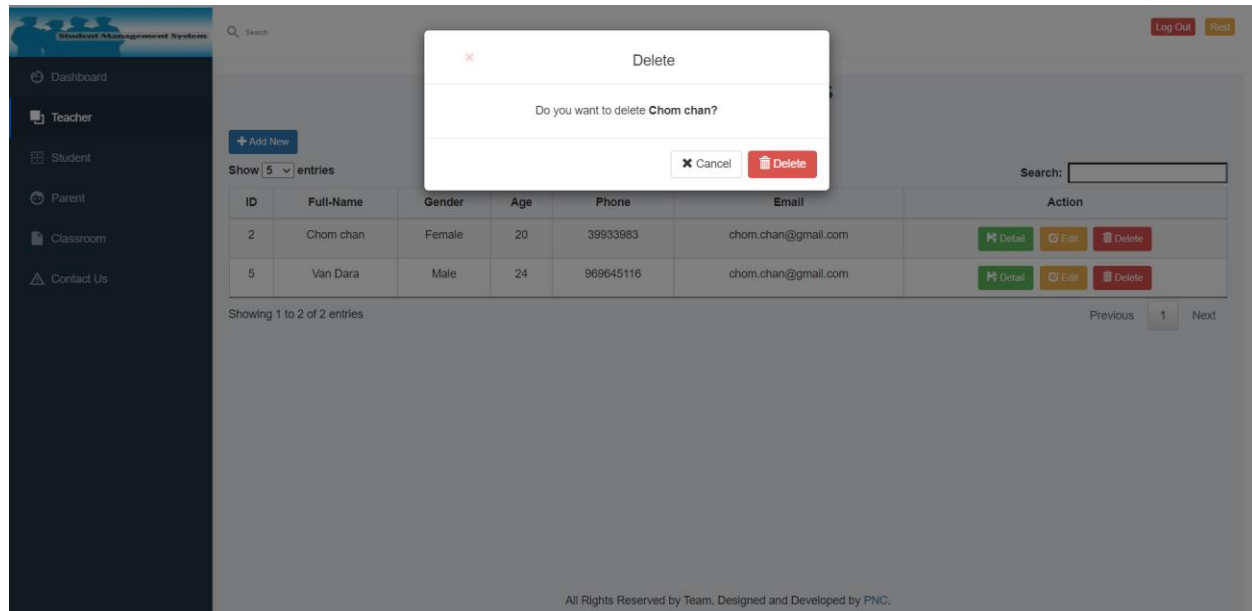 Student Management System
Search
Log Out Rest
Dashboard
Teacher
Student
Parent
Classroom
Contact Us
Delete
Do you want to delete Chom chan?
Cancel Delete
Add New
Show 5 entries
Search:
ID Full-Name Gender Age Phone Email Action
2 Chom chan Female 20 39933983 chom.chan@gmail.com Detail Edit Delete
5 Van Dara Male 24 969645116 chom.chan@gmail.com Detail Edit Delete
Showing 1 to 2 of 2 entries
Previous 1 Next
All Rights Reserved by Team. Designed and Developed by PNC.